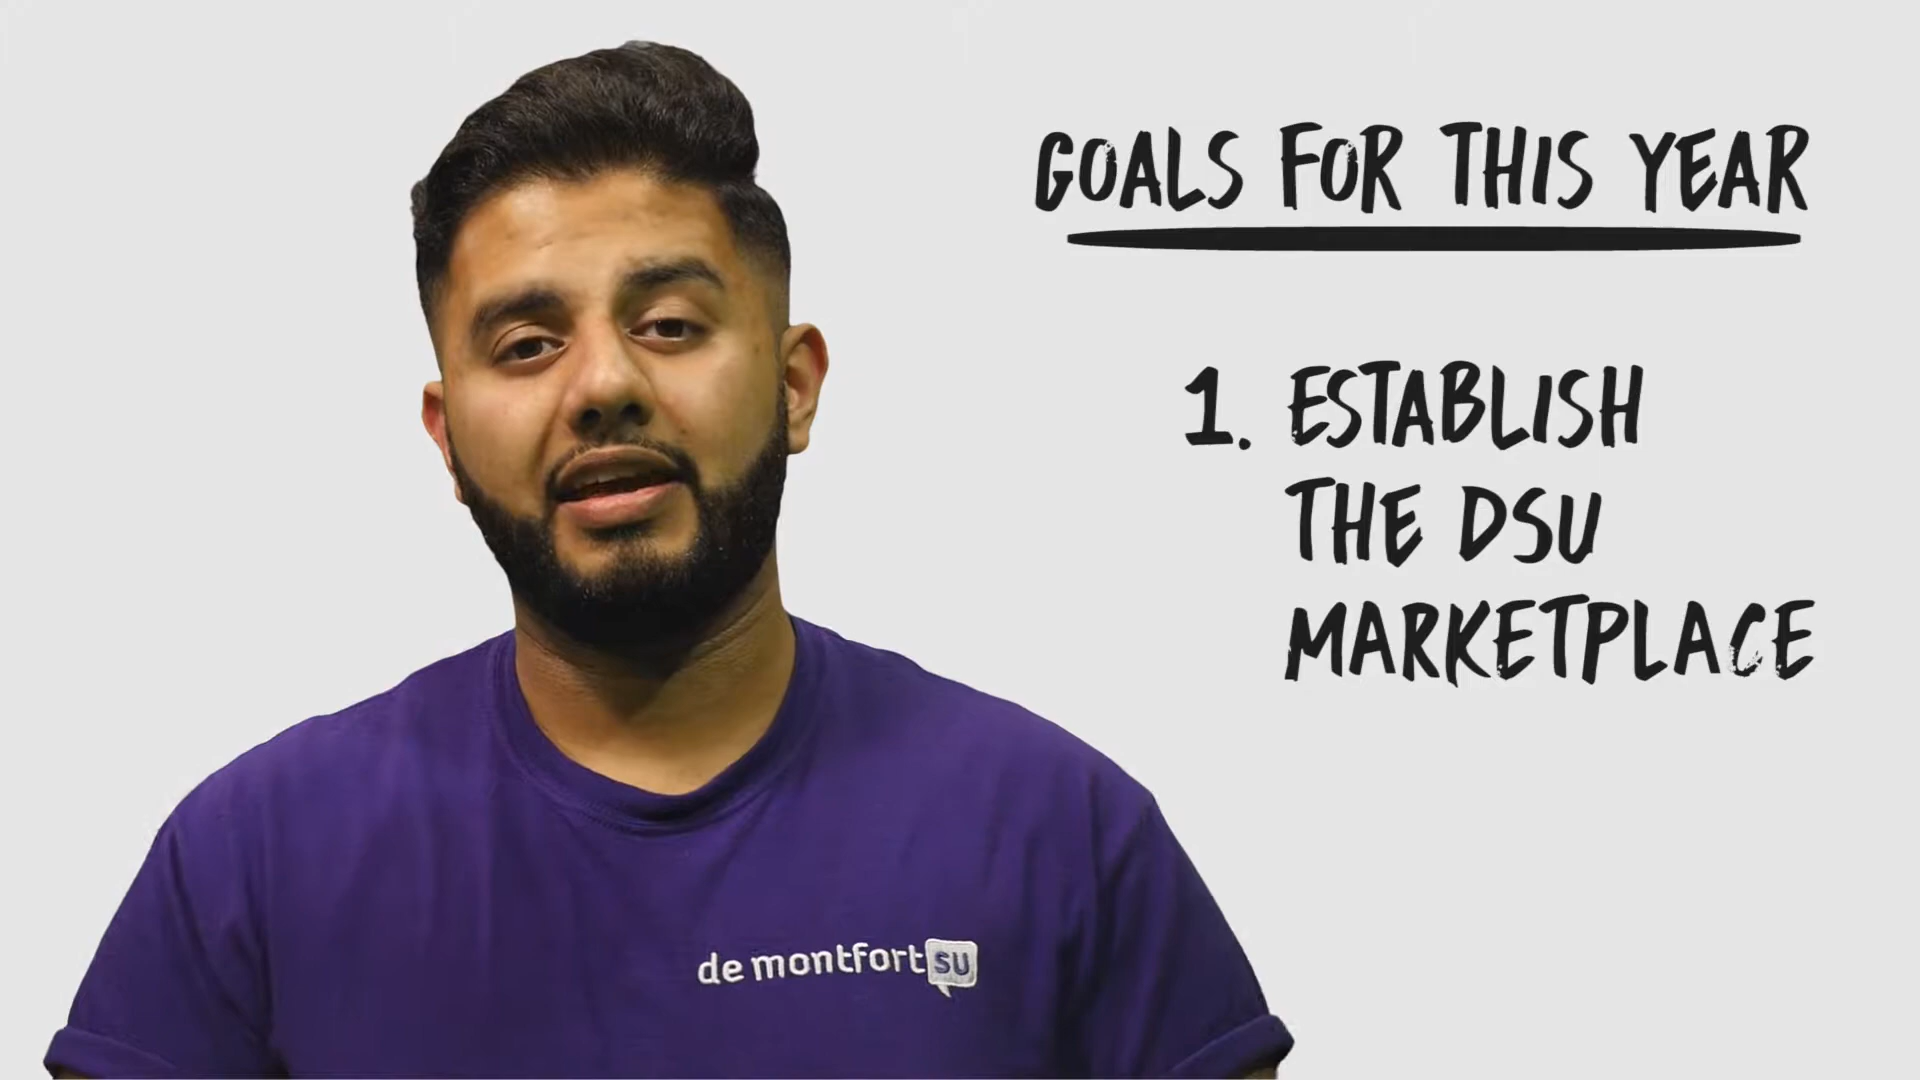 GOALS FOR THIS YEAR
1. ESTABLISH
THE DSU
MARKETPLACE
de montfort SU